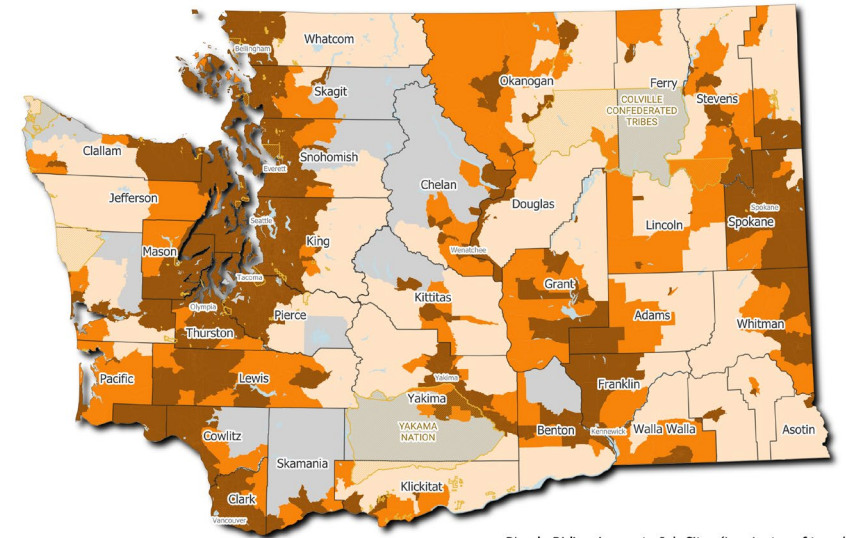 Whatcom
Bellingham
Okanogan
Ferry
Skagit
Stevens
COLVILLE
CONFEDERATED
TRIBES
Clallam
Snohomish
Everett
Chelan
Jefferson
Douglas
Spokane
Seattle
Lincoln
Spokane
King
Mason
Wenatchee
Tacoma
Grant
Kittitas
Olympia
Pierce
Adams
Whitman
Thurston
Pacific
Lewis
Yakima
Franklin
Yakima
YAKAMA
NATION
Cowlitz
Benton
Kennewick
Walla Walla
Asotin
Skamania
Klickitat
Clark
Vancouver